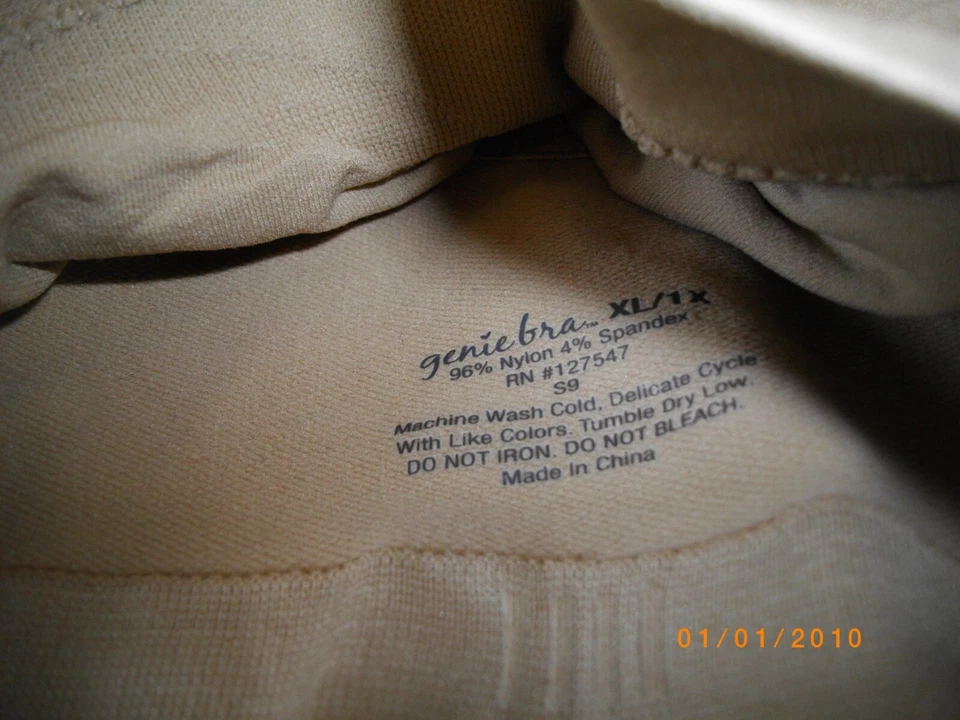 genie bra™ XL/1X
96% Nylon 4% Spandex
RN #127547
S9
Machine Wash Cold, Delicate Cycle
With Like Colors. Tumble Dry Low.
DO NOT IRON. DO NOT BLEACH.
Made In China
01/01/2010